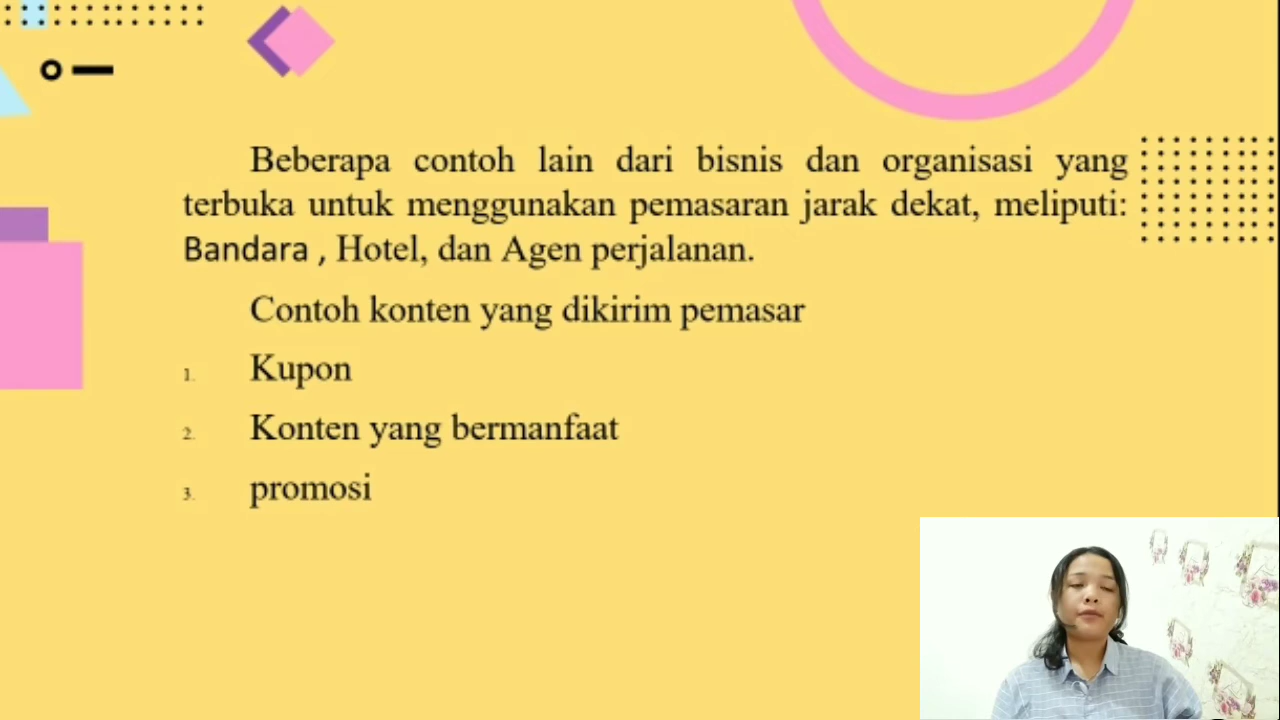 Beberapa contoh lain dari bisnis dan organisasi yang
terbuka untuk menggunakan pemasaran jarak dekat, meliputi:
Bandara , Hotel, dan Agen perjalanan.
Contoh konten yang dikirim pemasar
1. Kupon
2. Konten yang bermanfaat
3. promosi